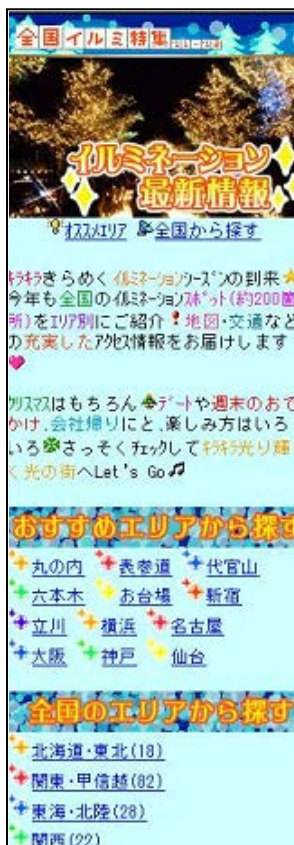 全国イルミ特集
イルミネーション
最新情報
ｵｽｽﾒｴﾘｱ 全国から探す
ｷﾗｷﾗきらめくｲﾙﾐﾈｰｼｮﾝｼｰｽﾞﾝの到来
今年も全国のｲﾙﾐﾈｰｼｮﾝｽﾎﾟｯﾄ(約200箇
所)をｴﾘｱ別にご紹介！地図･交通など
の充実したｱｸｾｽ情報をお届けします
ｸﾘｽﾏｽはもちろん ﾃﾞｰﾄや週末のおで
かけ､会社帰りにと､楽しみ方はいろ
いろ さっそくﾁｪｯｸしてｷﾗｷﾗ光り輝
く光の街へLet's Go
おすすめエリアから探す
丸の内 表参道 代官山
六本木 お台場 新宿
立川 横浜 名古屋
大阪 神戸 仙台
全国のエリアから探す
北海道･東北(18)
関東･甲信越(82)
東海･北陸(28)
関西(22)